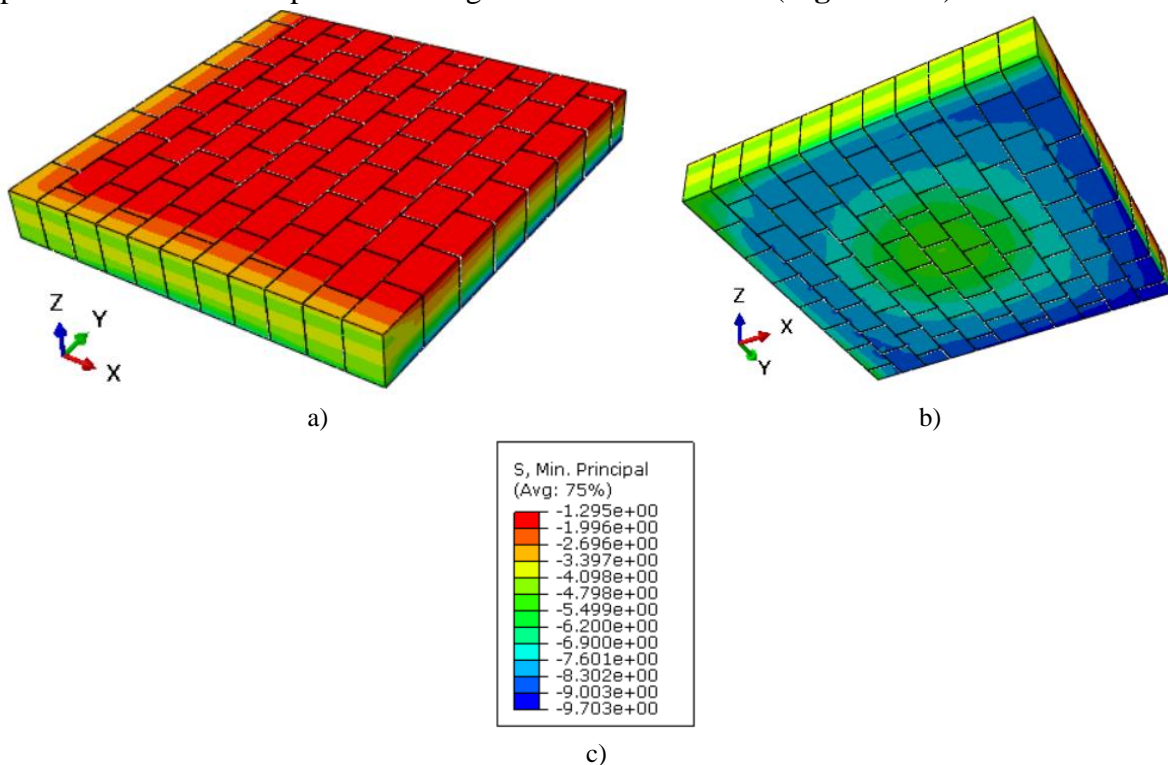 Z
Y
X
Z
X
Y
a)
b)
S, Min. Principal
(Avg: 75%)
-1.295e+00
-1.996e+00
-2.696e+00
-3.397e+00
-4.098e+00
-4.798e+00
-5.499e+00
-6.200e+00
-6.900e+00
-7.601e+00
-8.302e+00
-9.003e+00
-9.703e+00
c)